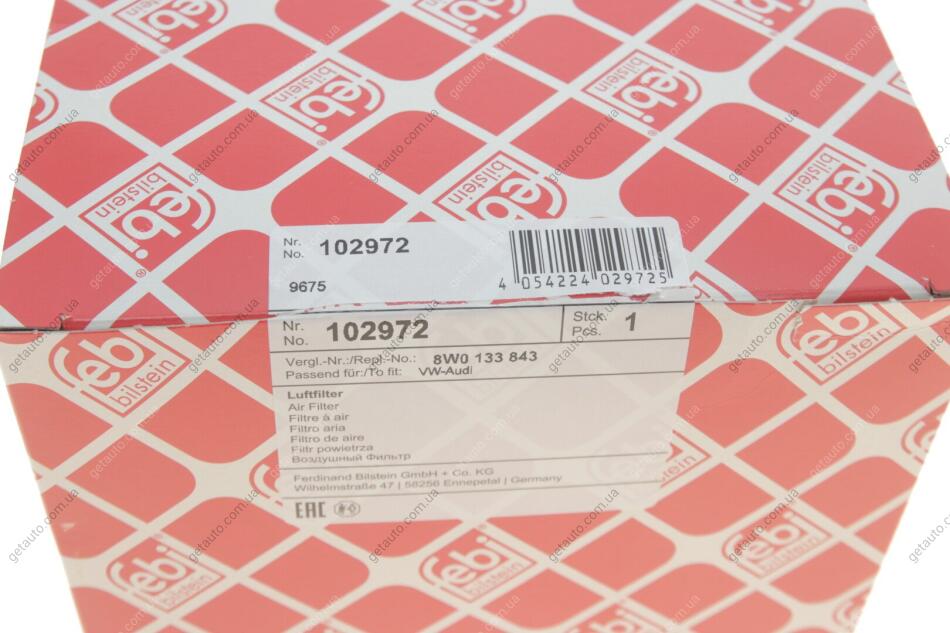 febi
bilstein
Nr.
No. 102972
9675
4 054224 029725
Nr.
No. 102972
Stck.
Pcs. 1
Vergl.-Nr.:/Repl.-No.: 8W0 133 843
Passend für:/To fit: VW-Audi
Luftfilter
Air Filter
Filtre à air
Filtro aria
Filtro de aire
Filtr powietrza
Воздушный Фильтр
Ferdinand Bilstein GmbH + Co. KG
Wilhelmstraße 47 | 58256 Ennepetal | Germany
EAC
getauto.com.ua